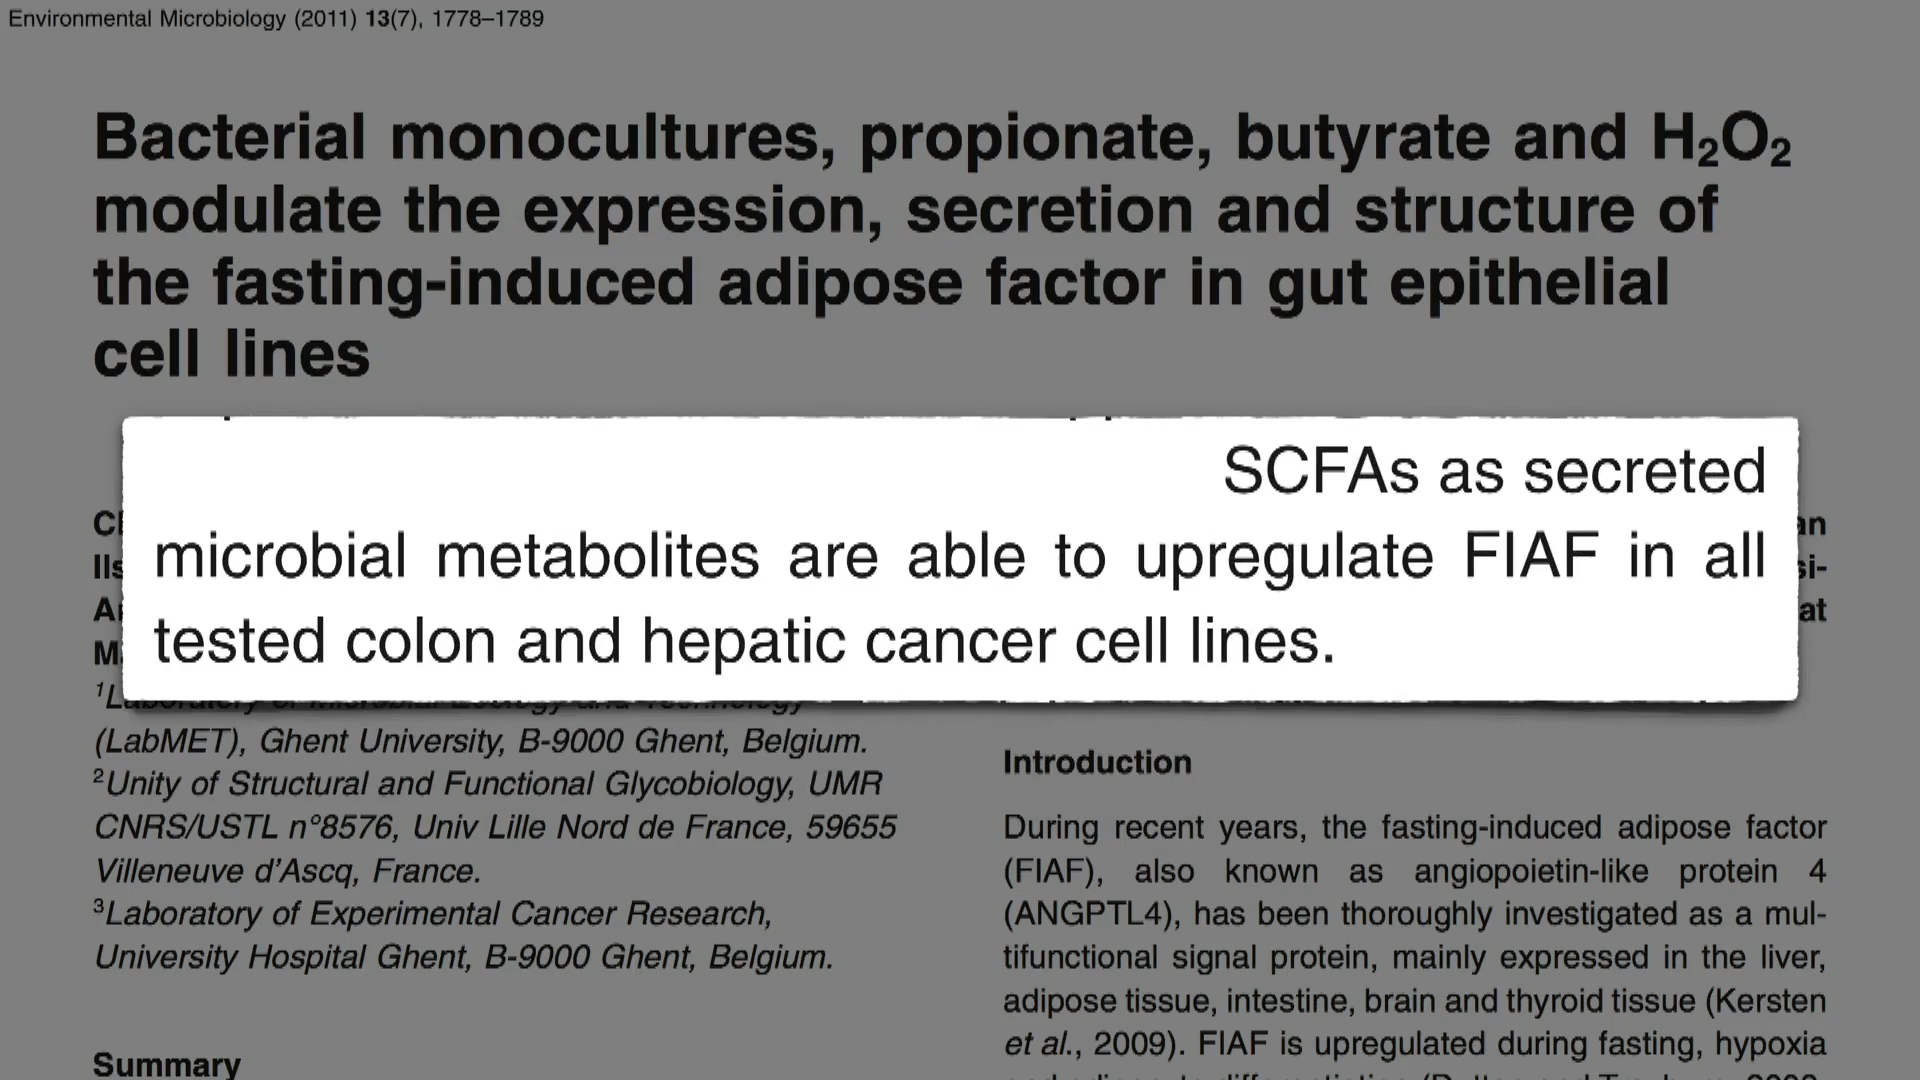 Environmental Microbiology (2011) 13(7), 1778–1789
Bacterial monocultures, propionate, butyrate and H₂O₂
modulate the expression, secretion and structure of
the fasting-induced adipose factor in gut epithelial
cell lines
SCFAs as secreted
microbial metabolites are able to upregulate FIAF in all
tested colon and hepatic cancer cell lines.
¹Laboratory of Microbial Ecology and Technology
(LabMET), Ghent University, B-9000 Ghent, Belgium.
²Unity of Structural and Functional Glycobiology, UMR
CNRS/USTL n°8576, Univ Lille Nord de France, 59655
Villeneuve d’Ascq, France.
³Laboratory of Experimental Cancer Research,
University Hospital Ghent, B-9000 Ghent, Belgium.
Summary
Introduction
During recent years, the fasting-induced adipose factor
(FIAF), also known as angiopoietin-like protein 4
(ANGPTL4), has been thoroughly investigated as a mul-
tifunctional signal protein, mainly expressed in the liver,
adipose tissue, intestine, brain and thyroid tissue (Kersten
et al., 2009). FIAF is upregulated during fasting, hypoxia